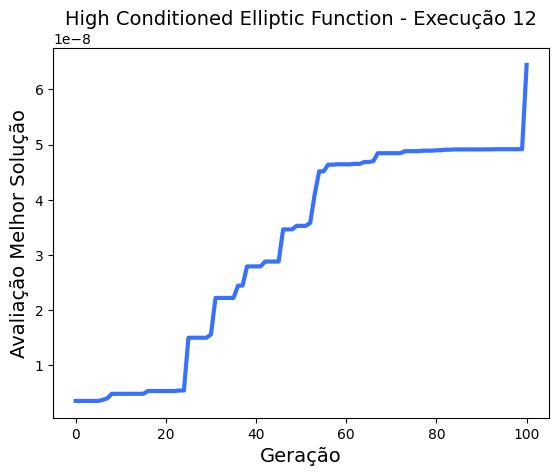 High Conditioned Elliptic Function - Execução 12
1e−8
6
5
4
3
2
1
Avaliação Melhor Solução
0 20 40 60 80 100
Geração